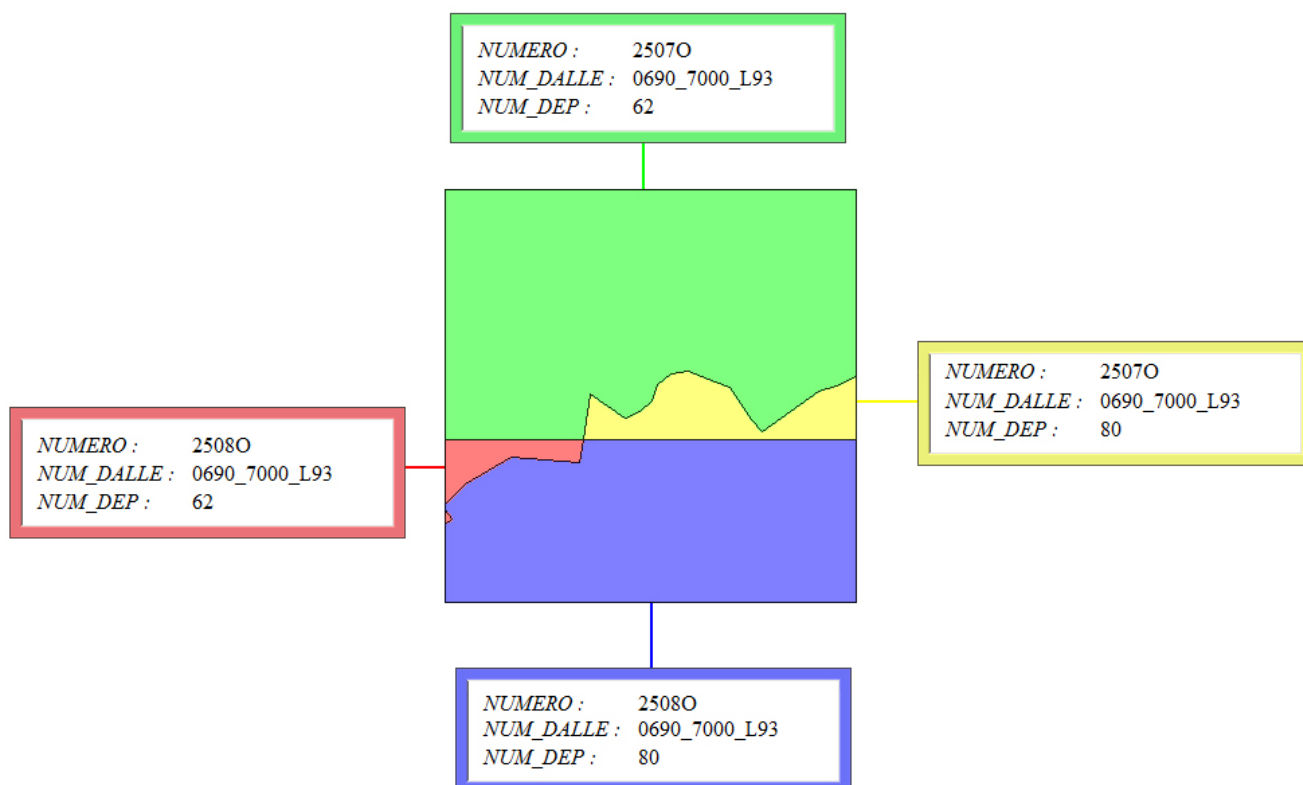 NUMERO : 2507O
NUM_DALLE : 0690_7000_L93
NUM_DEP : 62
NUMERO : 2507O
NUM_DALLE : 0690_7000_L93
NUM_DEP : 80
NUMERO : 2508O
NUM_DALLE : 0690_7000_L93
NUM_DEP : 62
NUMERO : 2508O
NUM_DALLE : 0690_7000_L93
NUM_DEP : 80